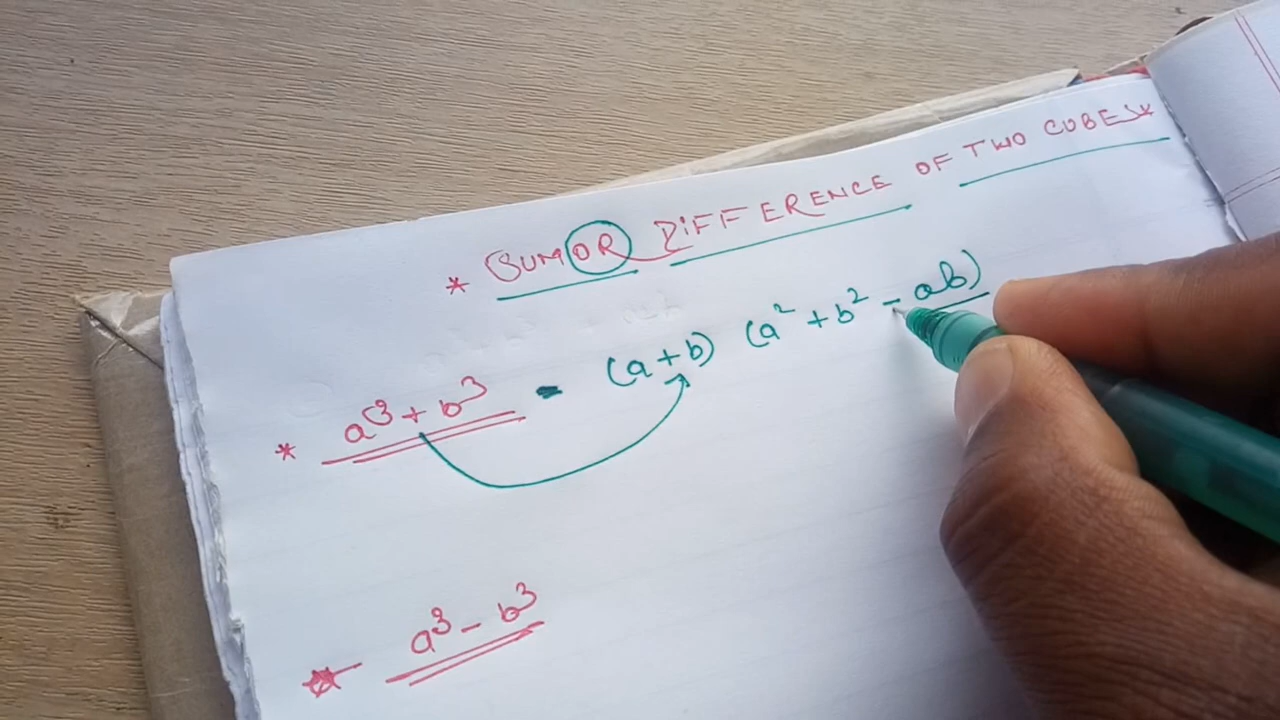 * SUM OR DIFFERENCE OF TWO CUBES *
* a³ + b³ = (a+b) (a² + b² - ab)
* a³ - b³